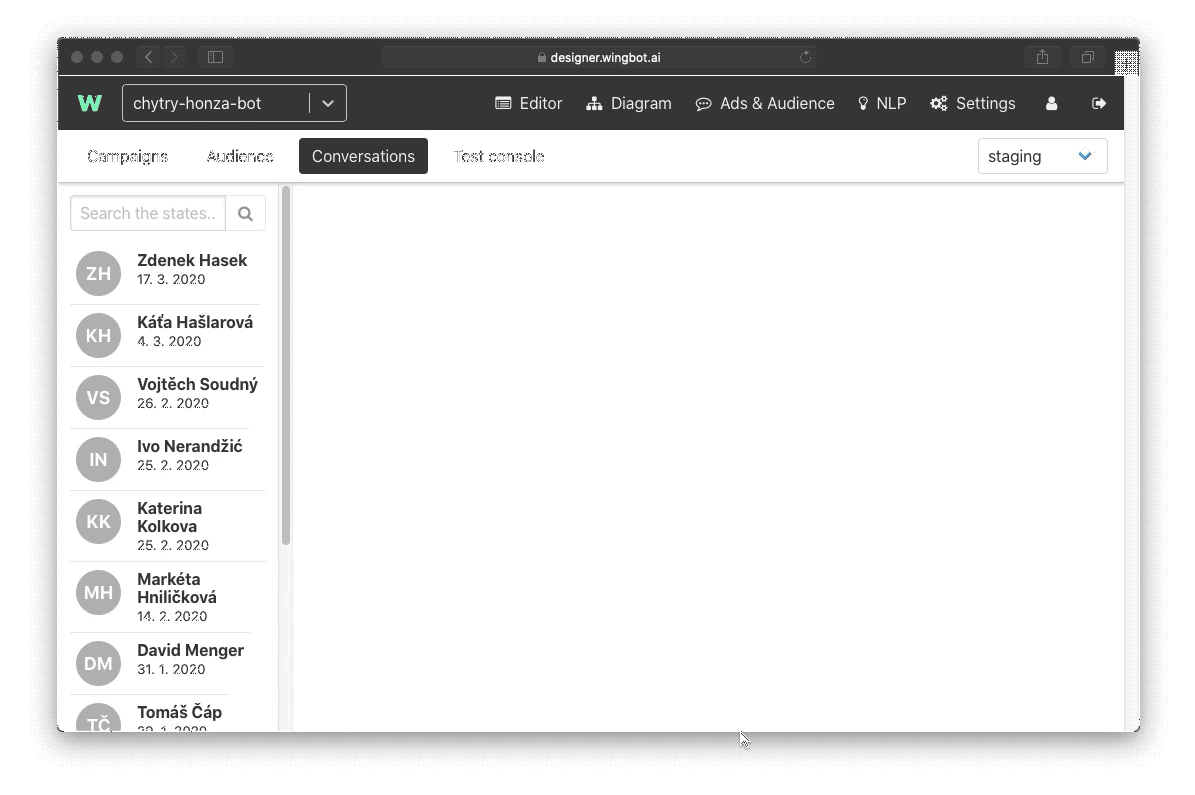 designer.wingbot.ai
W chytry-honza-bot Editor Diagram Ads & Audience NLP Settings
Campaigns Audience Conversations Test console staging
Search the states..
ZH Zdenek Hasek
17. 3. 2020
KH Káťa Hašlarová
4. 3. 2020
VS Vojtěch Soudný
26. 2. 2020
IN Ivo Nerandžić
25. 2. 2020
KK Katerina
Kolkova
25. 2. 2020
MH Markéta
Hniličková
14. 2. 2020
DM David Menger
31. 1. 2020
TČ Tomáš Čáp